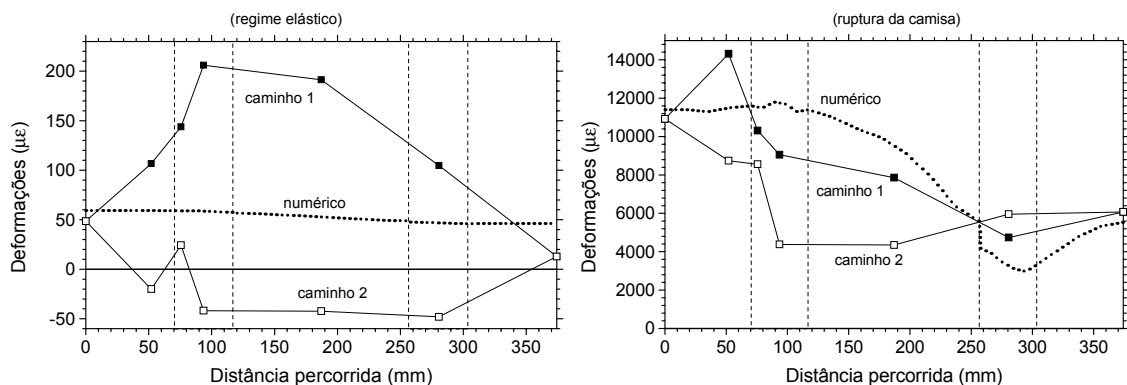 (regime elástico)
Deformações (µε)
200
150
100
50
0
-50
caminho 1
numérico
caminho 2
0 50 100 150 200 250 300 350
Distância percorrida (mm)
(ruptura da camisa)
Deformações (µε)
14000
12000
10000
8000
6000
4000
2000
0
numérico
caminho 1
caminho 2
0 50 100 150 200 250 300 350
Distância percorrida (mm)